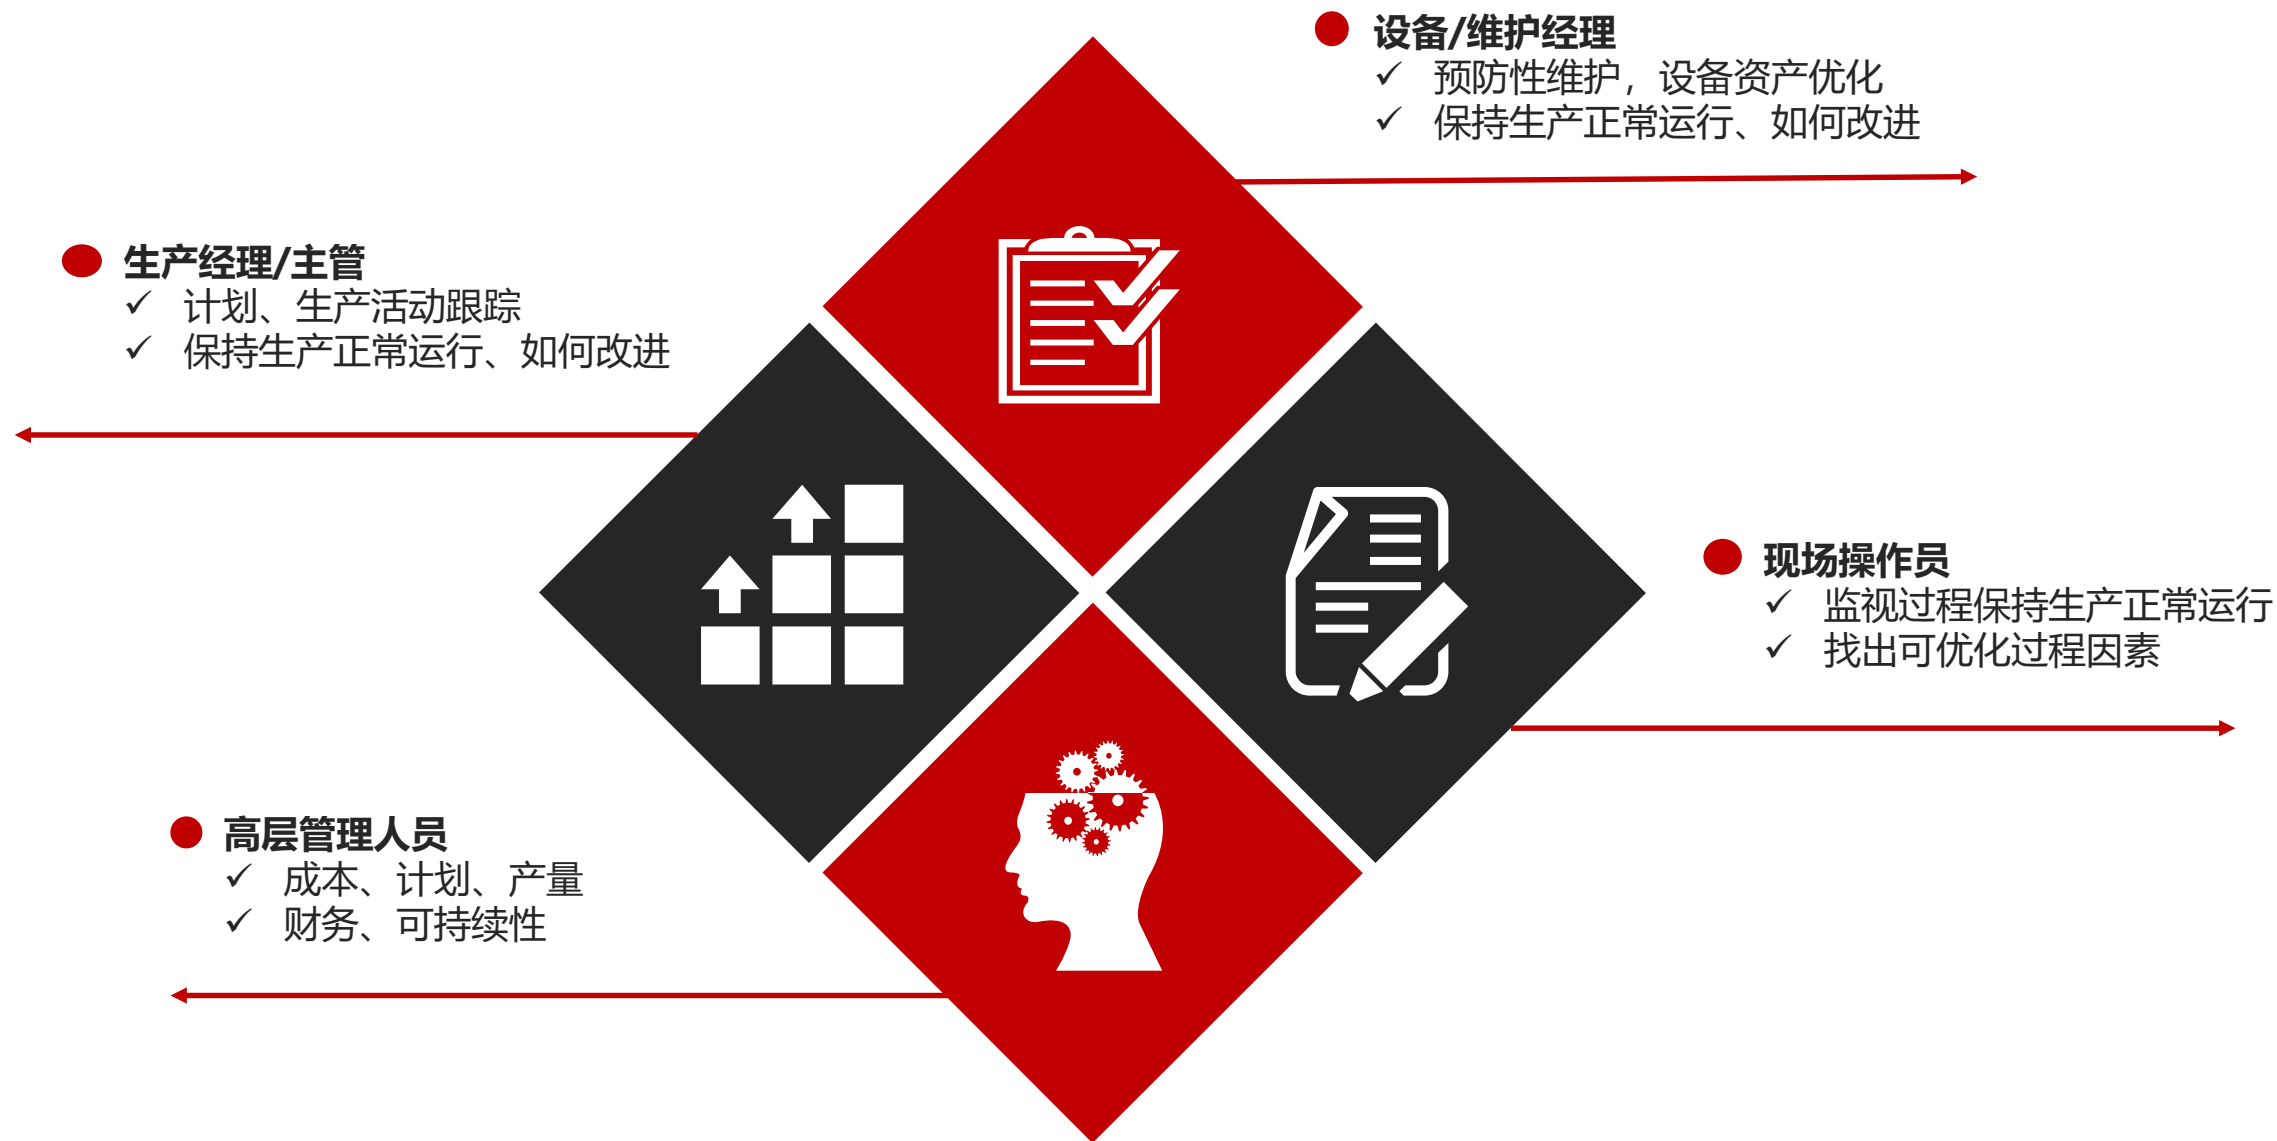 设备/维护经理
预防性维护，设备资产优化
保持生产正常运行、如何改进
生产经理/主管
计划、生产活动跟踪
保持生产正常运行、如何改进
现场操作员
监视过程保持生产正常运行
找出可优化过程因素
高层管理人员
成本、计划、产量
财务、可持续性